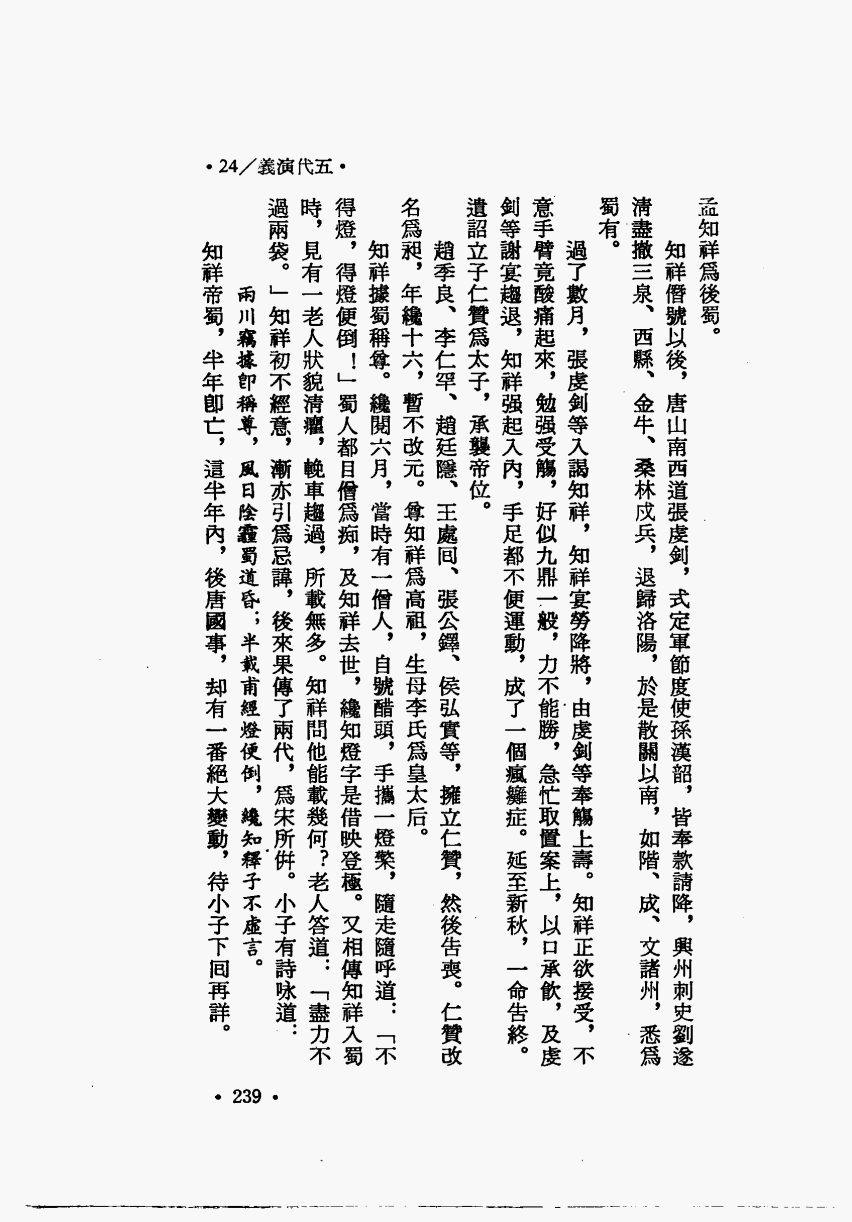 •24／義演代五•
孟知祥爲後蜀。
知祥僭號以後，唐山南西道張虔釗，式定軍節度使孫漢韶，皆奉款請降，興州刺史劉遂
淸盡撤三泉、西縣、金牛、桑林戍兵，退歸洛陽，於是散關以南，如階、成、文諸州，悉爲
蜀有。
過了數月，張虔釗等入謁知祥，知祥宴勞降將，由虔釗等奉觴上壽。知祥正欲接受，不
意手臂竟酸痛起來，勉强受觴，好似九鼎一般，力不能勝，急忙取置案上，以口承飮，及虔
釗等謝宴趨退，知祥强起入內，手足都不便運動，成了一個瘋癱症。延至新秋，一命告終。
遺詔立子仁贊爲太子，承襲帝位。
趙季良、李仁罕、趙廷隱、王處回、張公鐸、侯弘實等，擁立仁贊，然後告喪。仁贊改
名爲昶，年纔十六，暫不改元。尊知祥爲高祖，生母李氏爲皇太后。
知祥據蜀稱尊。纔閱六月，當時有一僧人，自號醋頭，手攜一燈檠，隨走隨呼道：「不
得燈，得燈便倒！」蜀人都目僧爲痴，及知祥去世，纔知燈字是借映登極。又相傳知祥入蜀
時，見有一老人狀貌淸癯，輓車趨過，所載無多。知祥問他能載幾何？老人答道：「盡力不
過兩袋。」知祥初不經意，漸亦引爲忌諱，後來果傳了兩代，爲宋所併。小子有詩咏道：
兩川竊據卽稱尊，風日陰霾蜀道昏；半載甫經燈便倒，纔知釋子不虛言。
知祥帝蜀，半年卽亡，這半年內，後唐國事，却有一番絕大變動，待小子下回再詳。
•239•